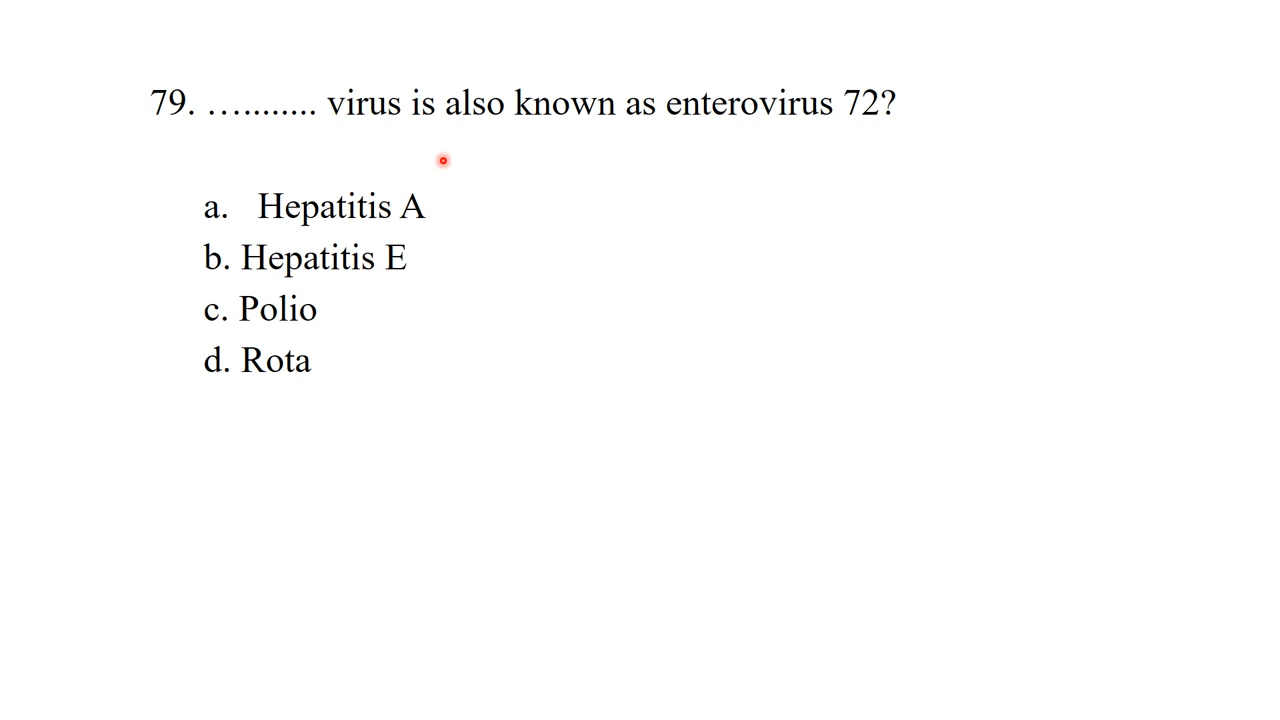 79. …........ virus is also known as enterovirus 72?
a. Hepatitis A
b. Hepatitis E
c. Polio
d. Rota